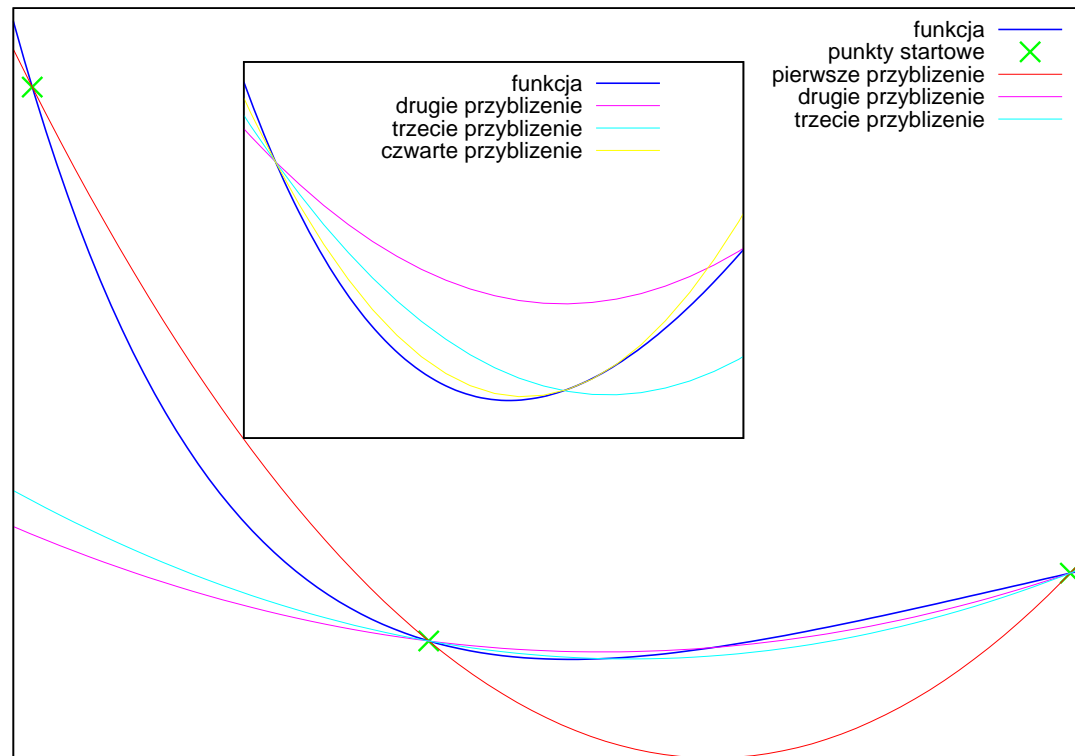 funkcja
punkty startowe
pierwsze przyblizenie
drugie przyblizenie
trzecie przyblizenie
funkcja
drugie przyblizenie
trzecie przyblizenie
czwarte przyblizenie